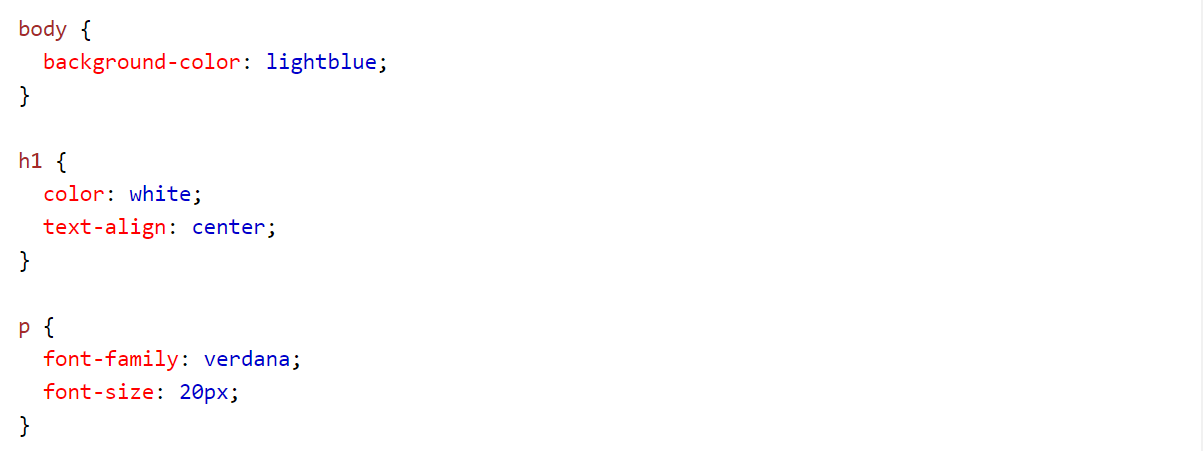 body {
  background-color: lightblue;
}

h1 {
  color: white;
  text-align: center;
}

p {
  font-family: verdana;
  font-size: 20px;
}